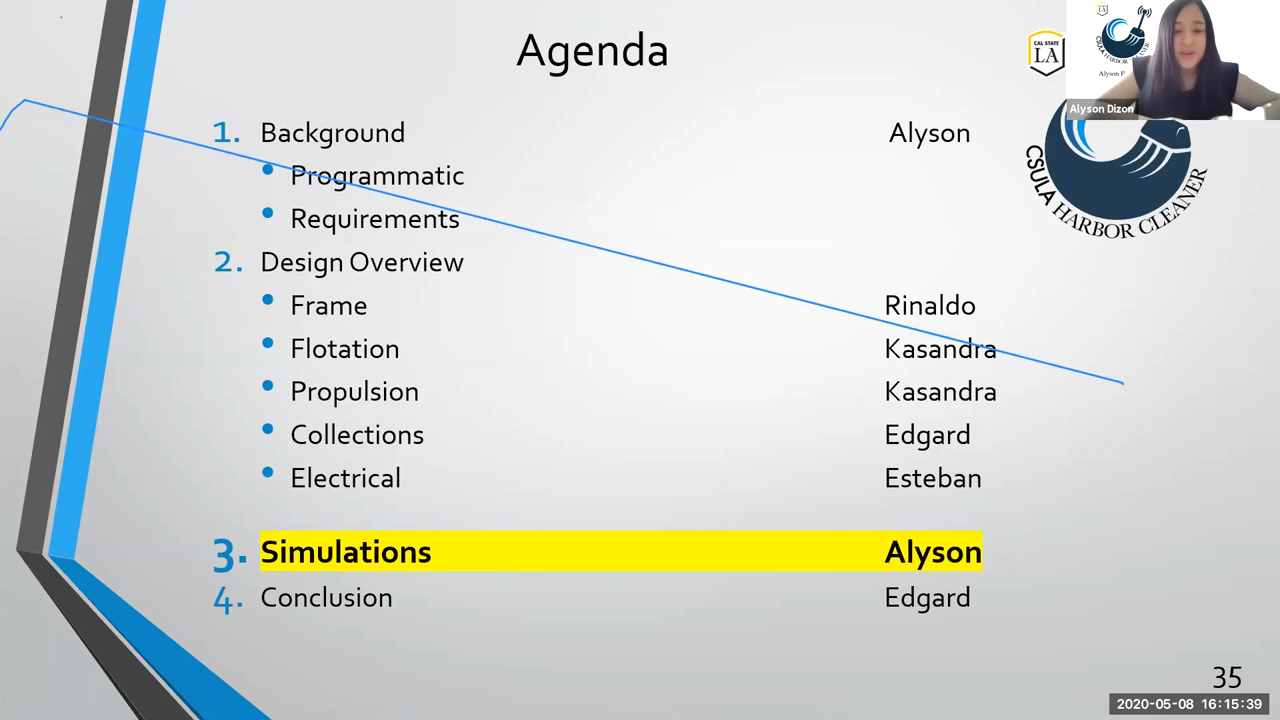 Agenda
CAL STATE
LA
Alyson Dizon
CSULA HARBOR CLEANER
1. Background Alyson
• Programmatic
• Requirements
2. Design Overview
• Frame Rinaldo
• Flotation Kasandra
• Propulsion Kasandra
• Collections Edgard
• Electrical Esteban
3. Simulations Alyson
4. Conclusion Edgard
35
2020-05-08 16:15:39